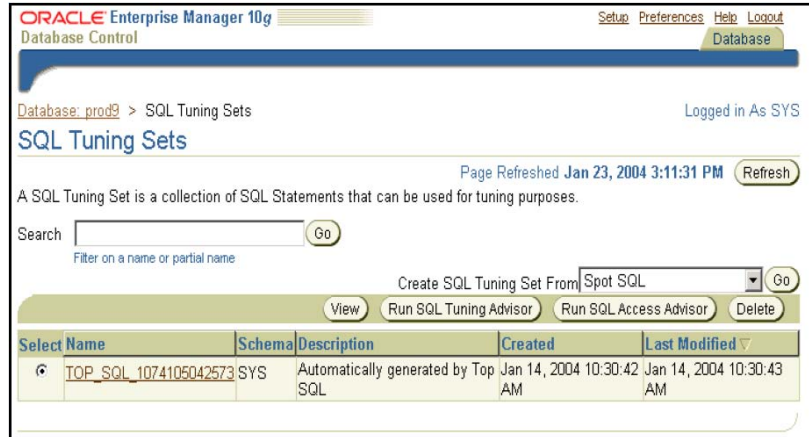 ORACLE Enterprise Manager 10g
Database Control
Setup Preferences Help Logout
Database
Database: prod9 > SQL Tuning Sets
Logged in As SYS
SQL Tuning Sets
Page Refreshed Jan 23, 2004 3:11:31 PM Refresh
A SQL Tuning Set is a collection of SQL Statements that can be used for tuning purposes.
Search Go
Filter on a name or partial name
Create SQL Tuning Set From Spot SQL Go
View Run SQL Tuning Advisor Run SQL Access Advisor Delete
Select Name Schema Description Created Last Modified
TOP_SQL_1074105042573 SYS Automatically generated by Top Jan 14, 2004 10:30:42 Jan 14, 2004 10:30:43
SQL AM AM